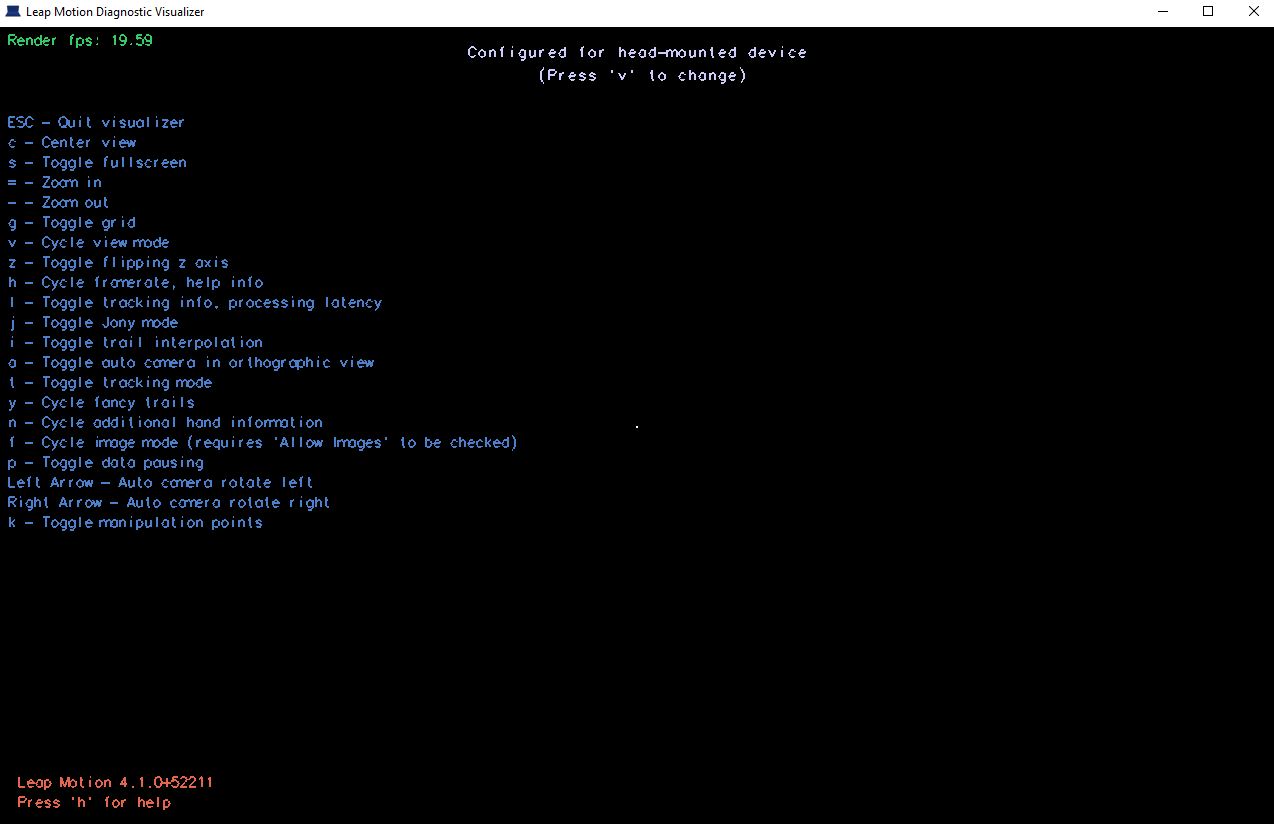 Leap Motion Diagnostic Visualizer
Render fps: 19.59
Configured for head-mounted device
(Press 'v' to change)
ESC - Quit visualizer
c - Center view
s - Toggle fullscreen
= - Zoom in
- - Zoom out
g - Toggle grid
v - Cycle view mode
z - Toggle flipping z axis
h - Cycle framerate, help info
l - Toggle tracking info, processing latency
j - Toggle Jony mode
i - Toggle trail interpolation
o - Toggle auto camera in orthographic view
t - Toggle tracking mode
y - Cycle fancy trails
n - Cycle additional hand information
f - Cycle image mode (requires 'Allow Images' to be checked)
p - Toggle data pausing
Left Arrow - Auto camera rotate left
Right Arrow - Auto camera rotate right
k - Toggle manipulation points
Leap Motion 4.1.0+52211
Press 'h' for help